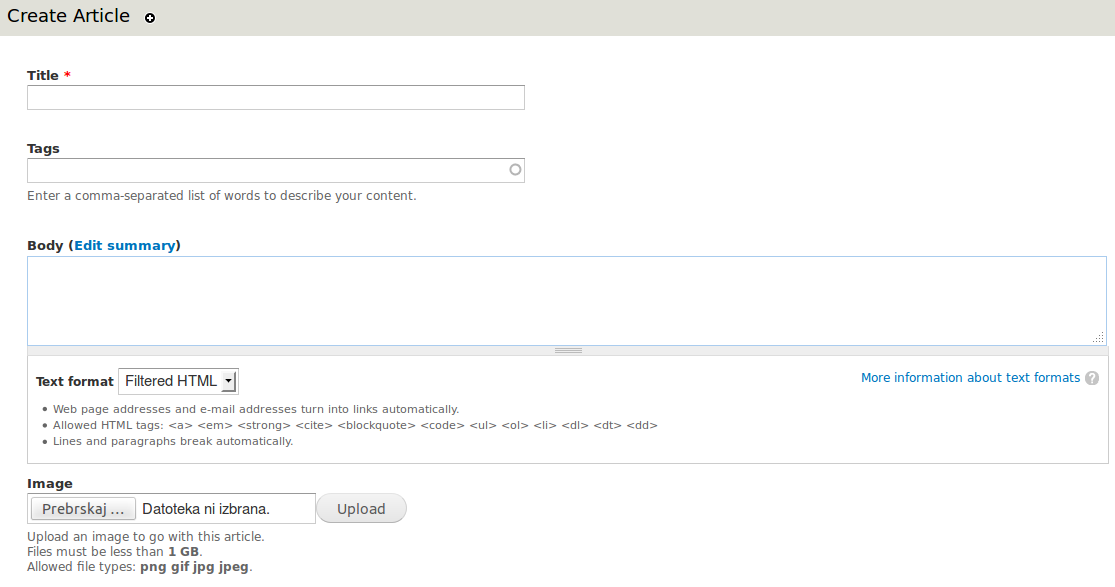 Create Article
Title *
Tags
Enter a comma-separated list of words to describe your content.
Body (Edit summary)
Text format Filtered HTML More information about text formats ?
Web page addresses and e-mail addresses turn into links automatically.
Allowed HTML tags: <a> <em> <strong> <cite> <blockquote> <code> <ul> <ol> <li> <dl> <dt> <dd>
Lines and paragraphs break automatically.
Image
Prebrskaj ... Datoteka ni izbrana. Upload
Upload an image to go with this article.
Files must be less than 1 GB.
Allowed file types: png gif jpg jpeg.